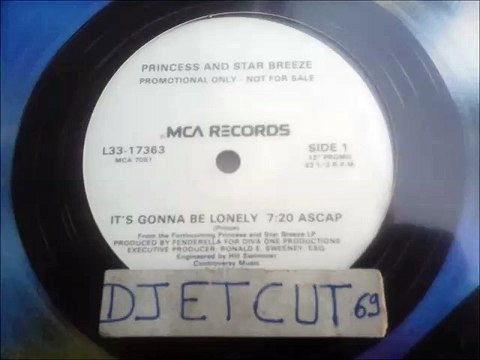 PRINCESS AND STAR BREEZE
PROMOTIONAL ONLY - NOT FOR SALE
MCA RECORDS
L33-17363
MCA 7061
SIDE 1
12" PROMO
33 1/3 R.P.M.
IT'S GONNA BE LONELY 7:20 ASCAP
(Prince)
From the Forthcoming Princess and Star Breeze LP
PRODUCED BY FENDERELLA FOR DIVA ONE PRODUCTIONS
EXECUTIVE PRODUCER, RONALD E. SWEENEY, ESQ.
Engineered by Hill Swimmer
Controversy Music
DJETCUT.69